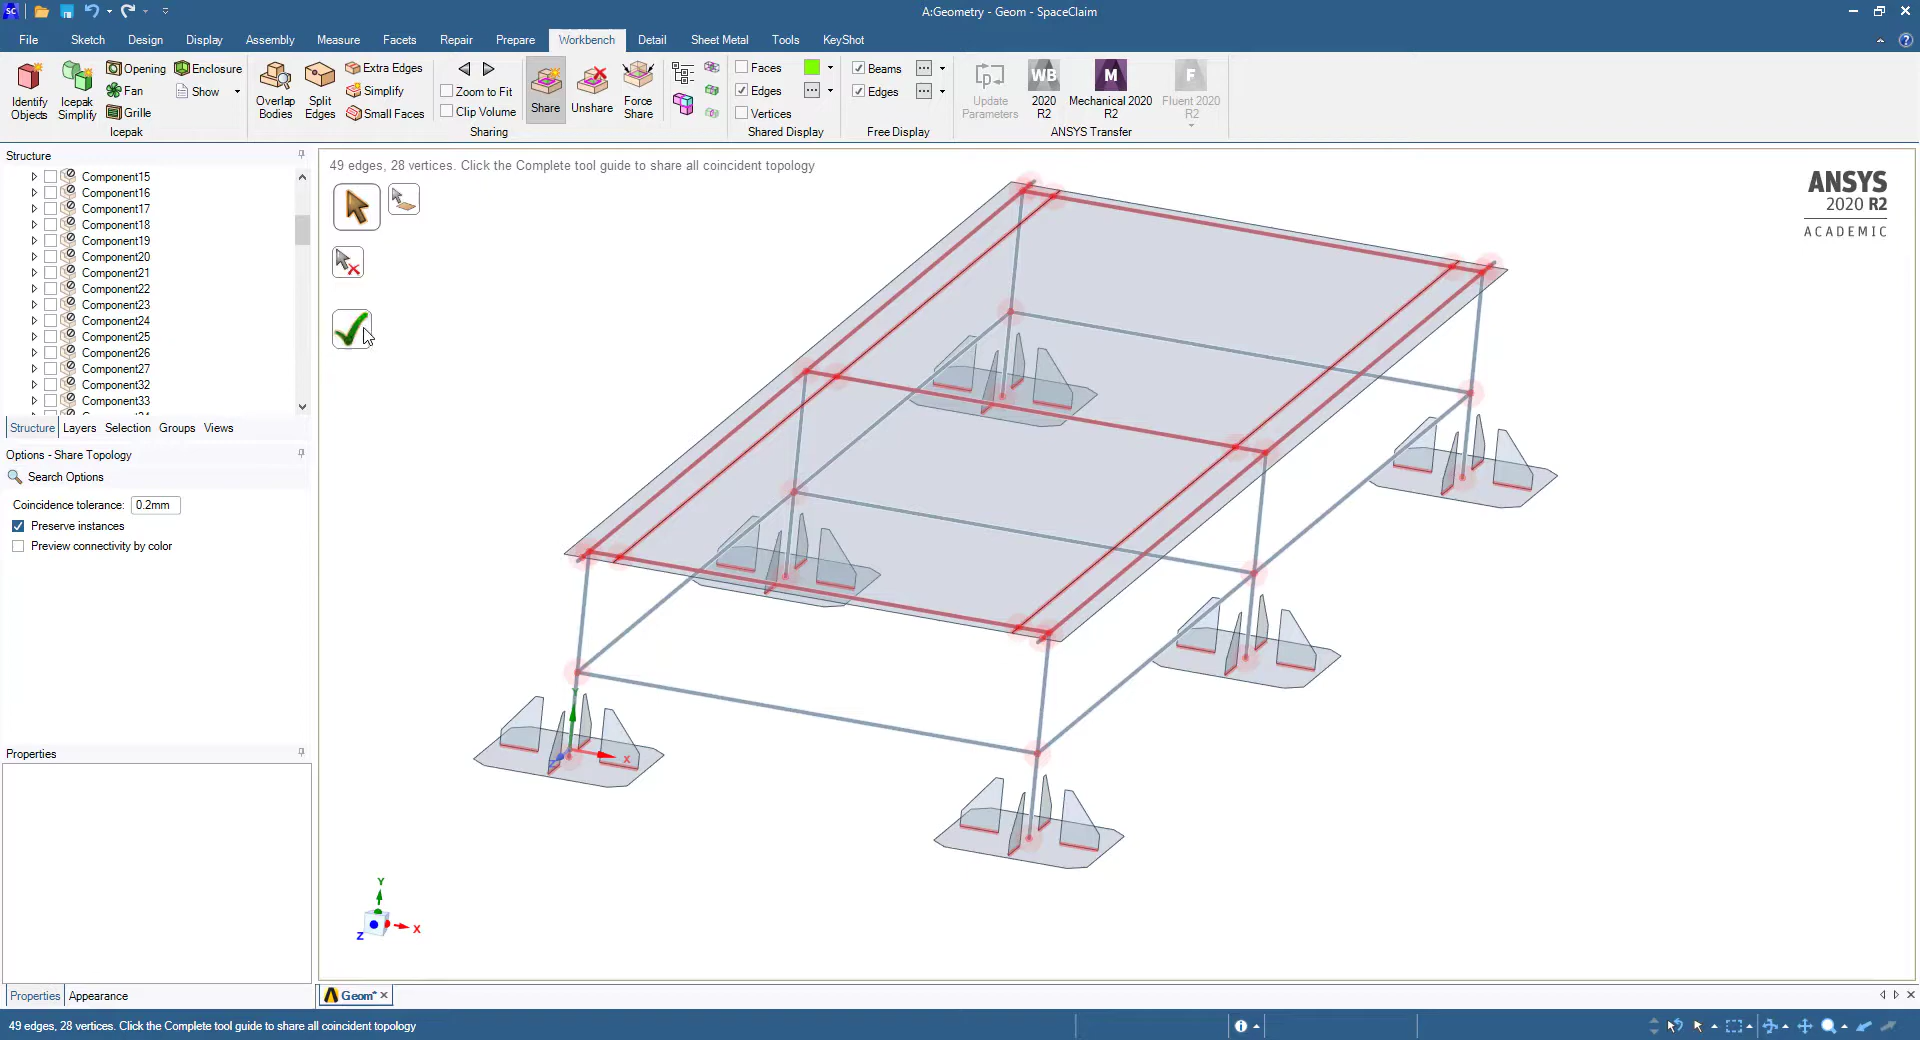 SC
A:Geometry - Geom - SpaceClaim
File Sketch Design Display Assembly Measure Facets Repair Prepare Workbench Detail Sheet Metal Tools KeyShot
Identify Objects
Icepak Simplify
Opening
Fan
Grille
Enclosure
Show
Icepak
Overlap Bodies
Split Edges
Extra Edges
Simplify
Small Faces
Zoom to Fit
Clip Volume
Share
Unshare
Force Share
Sharing
Faces
Edges
Vertices
Shared Display
Beams
Edges
Free Display
Update Parameters
WB
2020 R2
M
Mechanical 2020 R2
F
Fluent 2020 R2
ANSYS Transfer
Structure
Component15
Component16
Component17
Component18
Component19
Component20
Component21
Component22
Component23
Component24
Component25
Component26
Component27
Component32
Component33
Structure Layers Selection Groups Views
Options - Share Topology
Search Options
Coincidence tolerance: 0.2mm
Preserve instances
Preview connectivity by color
Properties
Properties Appearance
49 edges, 28 vertices. Click the Complete tool guide to share all coincident topology
ANSYS
2020 R2
ACADEMIC
Y
X
Z
Y
X
Z
Geom*
49 edges, 28 vertices. Click the Complete tool guide to share all coincident topology